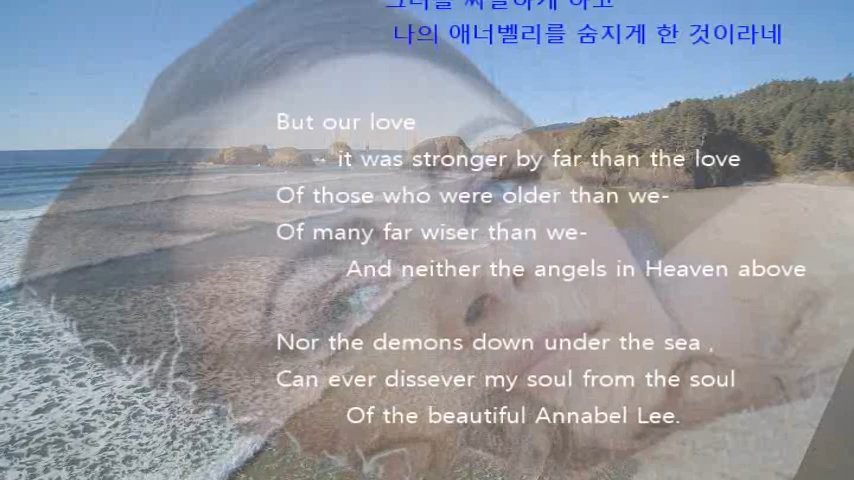 그녀를 싸늘하게 하고
나의 애너벨리를 숨지게 한 것이라네
But our love
it was stronger by far than the love
Of those who were older than we-
Of many far wiser than we-
And neither the angels in Heaven above
Nor the demons down under the sea ,
Can ever dissever my soul from the soul
Of the beautiful Annabel Lee.